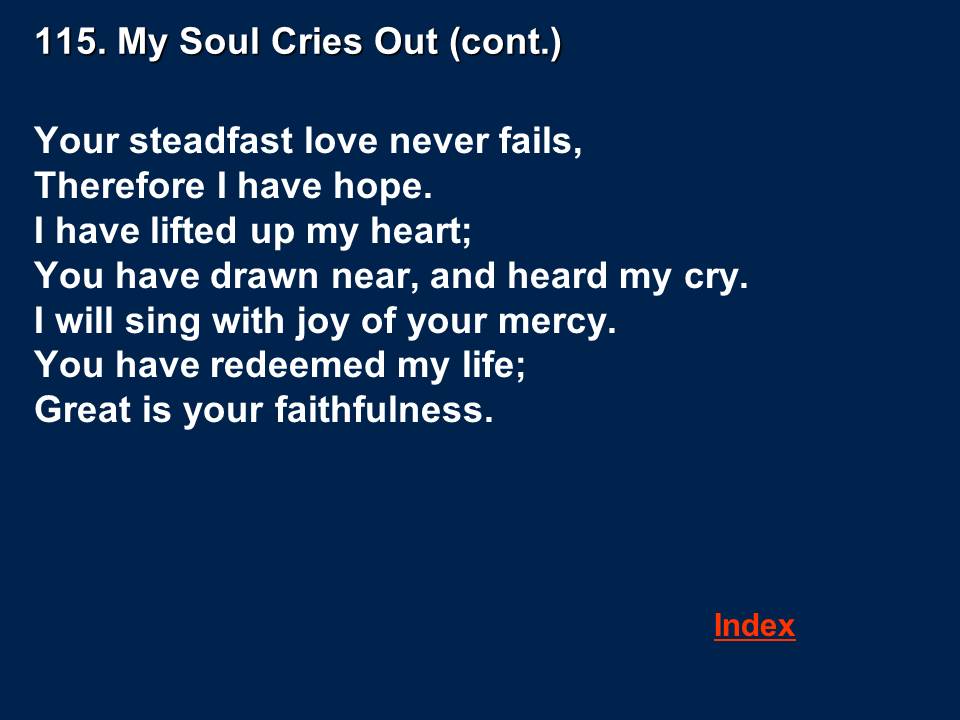 115. My Soul Cries Out (cont.)
Your steadfast love never fails,
Therefore I have hope.
I have lifted up my heart;
You have drawn near, and heard my cry.
I will sing with joy of your mercy.
You have redeemed my life;
Great is your faithfulness.
Index